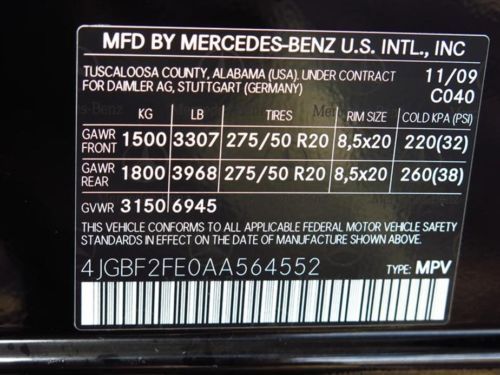 MFD BY MERCEDES-BENZ U.S. INTL., INC
TUSCALOOSA COUNTY, ALABAMA (USA). UNDER CONTRACT 11/09
FOR DAIMLER AG, STUTTGART (GERMANY) C040
KG LB TIRES RIM SIZE COLD KPA (PSI)
GAWR FRONT 1500 3307 275/50 R20 8,5x20 220(32)
GAWR REAR 1800 3968 275/50 R20 8,5x20 260(38)
GVWR 3150 6945
THIS VEHICLE CONFORMS TO ALL APPLICABLE FEDERAL MOTOR VEHICLE SAFETY
STANDARDS IN EFFECT ON THE DATE OF MANUFACTURE SHOWN ABOVE.
4JGBF2FE0AA564552 TYPE: MPV